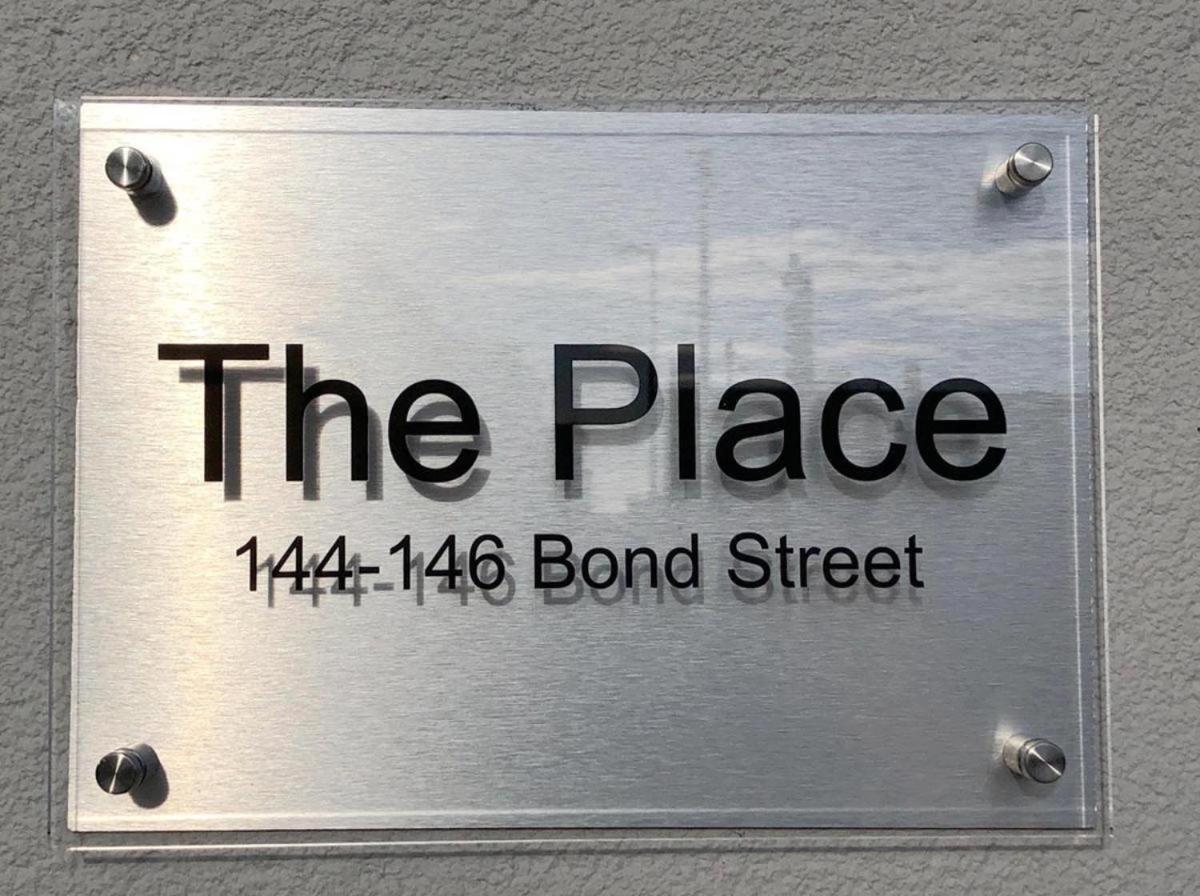 The Place
144-146 Bond Street